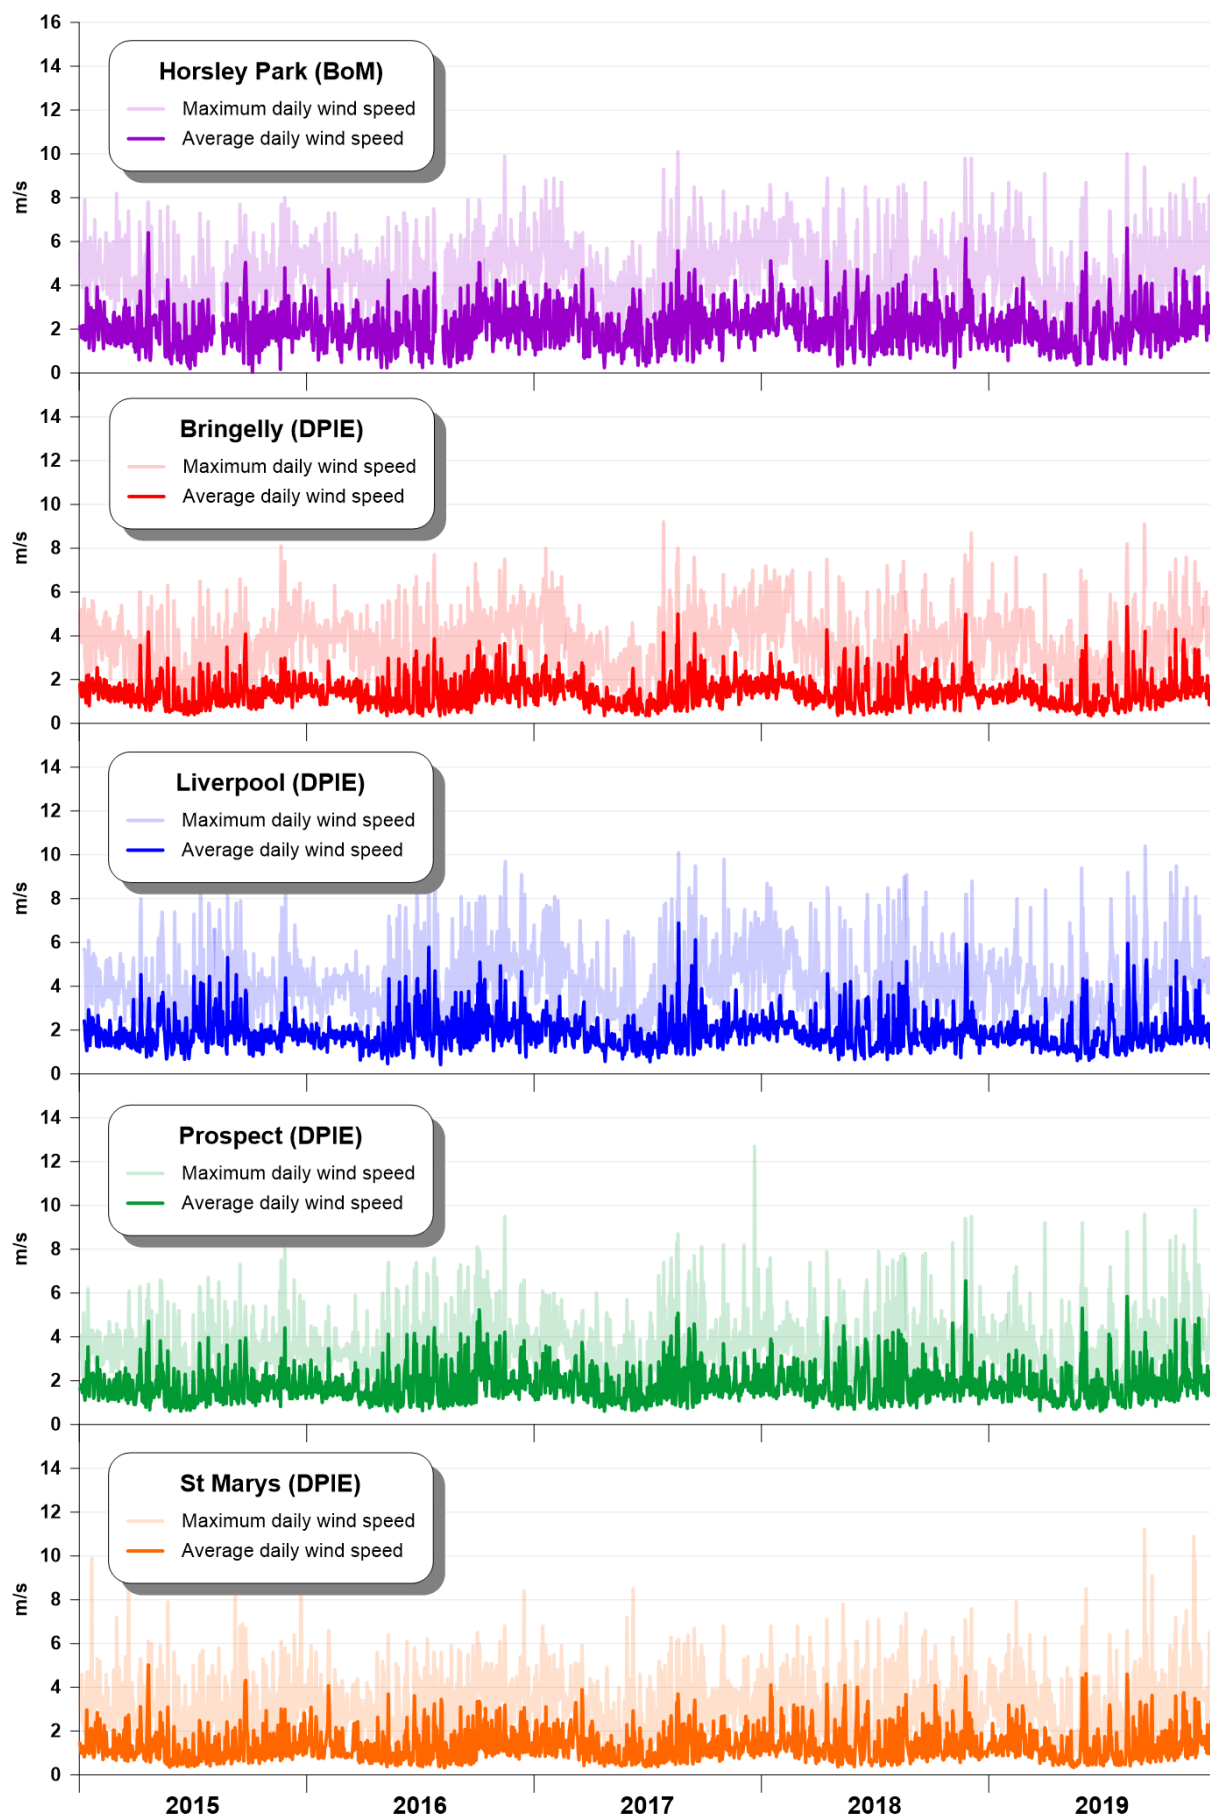 16
14
Horsley Park (BoM)
12
Maximum daily wind speed
10
Average daily wind speed
8
m/s
6
4
2
0
14
Bringelly (DPIE)
12
Maximum daily wind speed
10
Average daily wind speed
8
m/s
6
4
2
0
14
Liverpool (DPIE)
12
Maximum daily wind speed
10
Average daily wind speed
8
m/s
6
4
2
0
14
Prospect (DPIE)
12
Maximum daily wind speed
10
Average daily wind speed
8
m/s
6
4
2
0
14
St Marys (DPIE)
12
Maximum daily wind speed
10
Average daily wind speed
8
m/s
6
4
2
0
2015 2016 2017 2018 2019